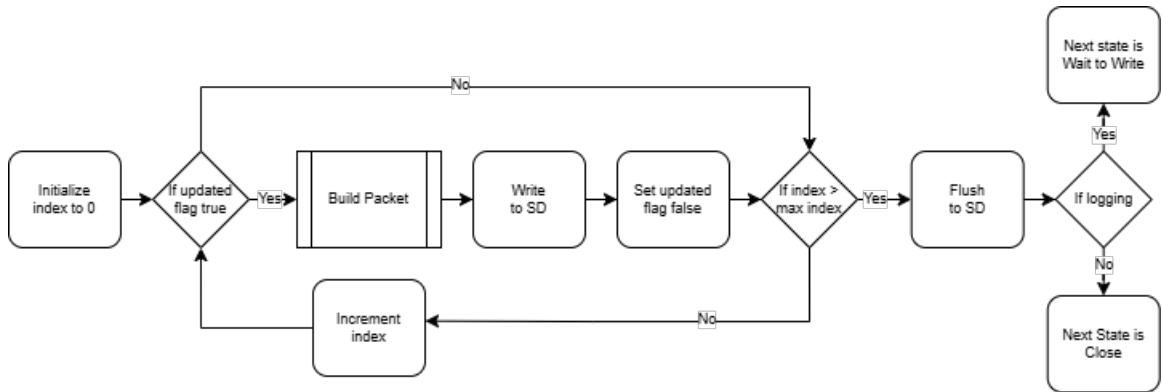 Next state is
Wait to Write
No
Yes
Initialize
index to 0
If updated
flag true
Yes
Build Packet
Write
to SD
Set updated
flag false
If index >
max index
Yes
Flush
to SD
If logging
No
Increment
index
No
Next State is
Close